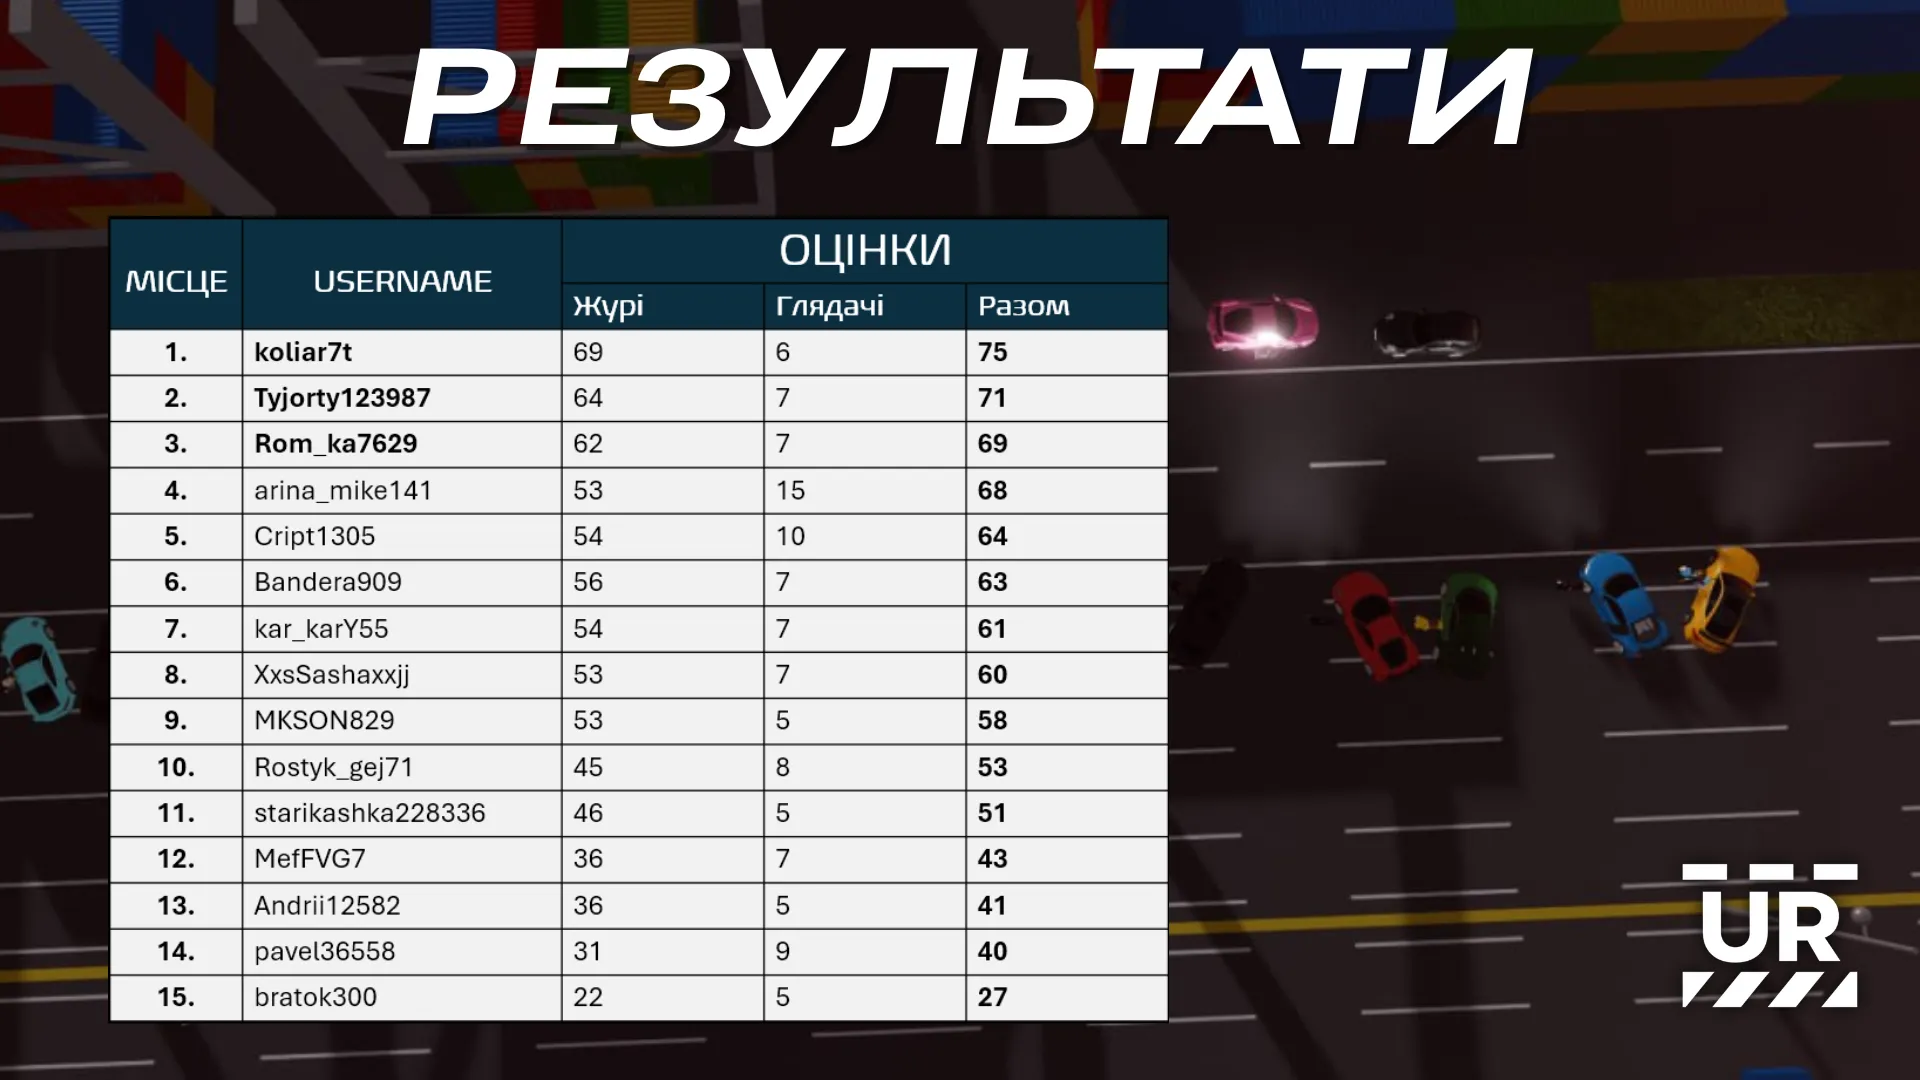 РЕЗУЛЬТАТИ
МІСЦЕ USERNAME ОЦІНКИ
Журі Глядачі Разом
1. koliar7t 69 6 75
2. Tyjorty123987 64 7 71
3. Rom_ka7629 62 7 69
4. arina_mike141 53 15 68
5. Cript1305 54 10 64
6. Bandera909 56 7 63
7. kar_karY55 54 7 61
8. XxsSashaxxjj 53 7 60
9. MKSON829 53 5 58
10. Rostyk_gej71 45 8 53
11. starikashka228336 46 5 51
12. MefFVG7 36 7 43
13. Andrii12582 36 5 41
14. pavel36558 31 9 40
15. bratok300 22 5 27
UR